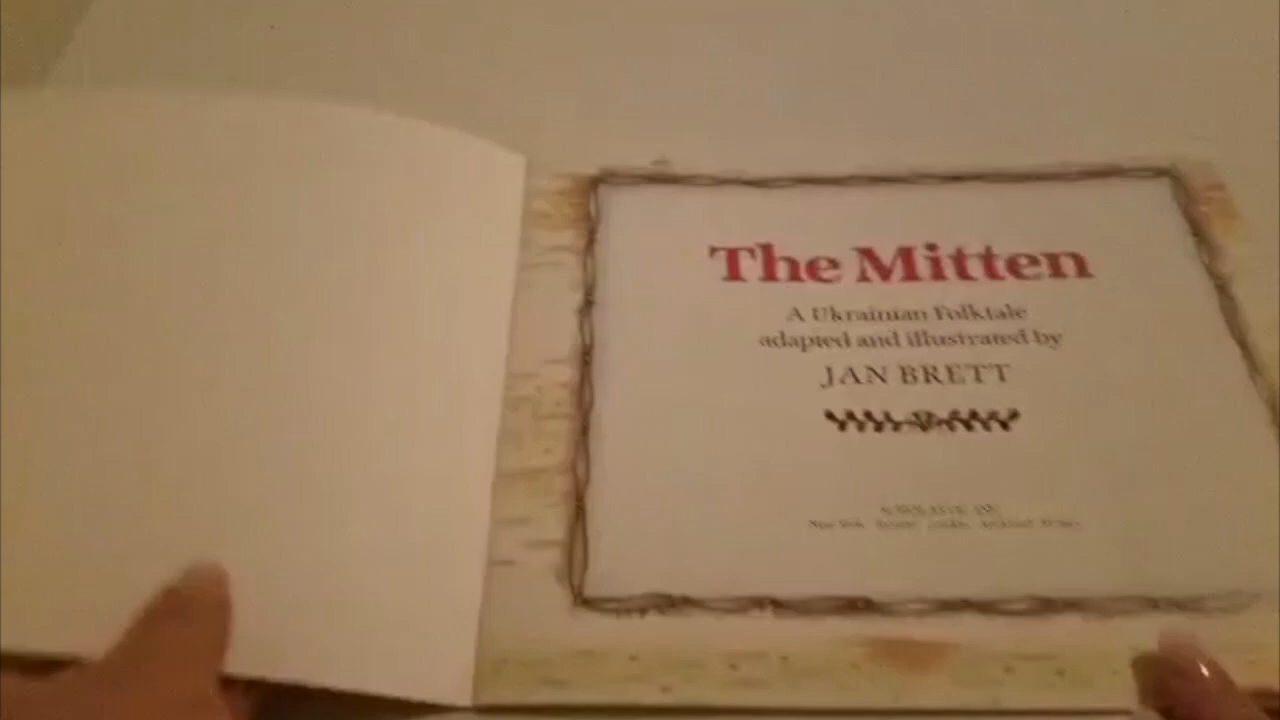 The Mitten
A Ukrainian Folktale
adapted and illustrated by
JAN BRETT
SCHOLASTIC INC.
New York